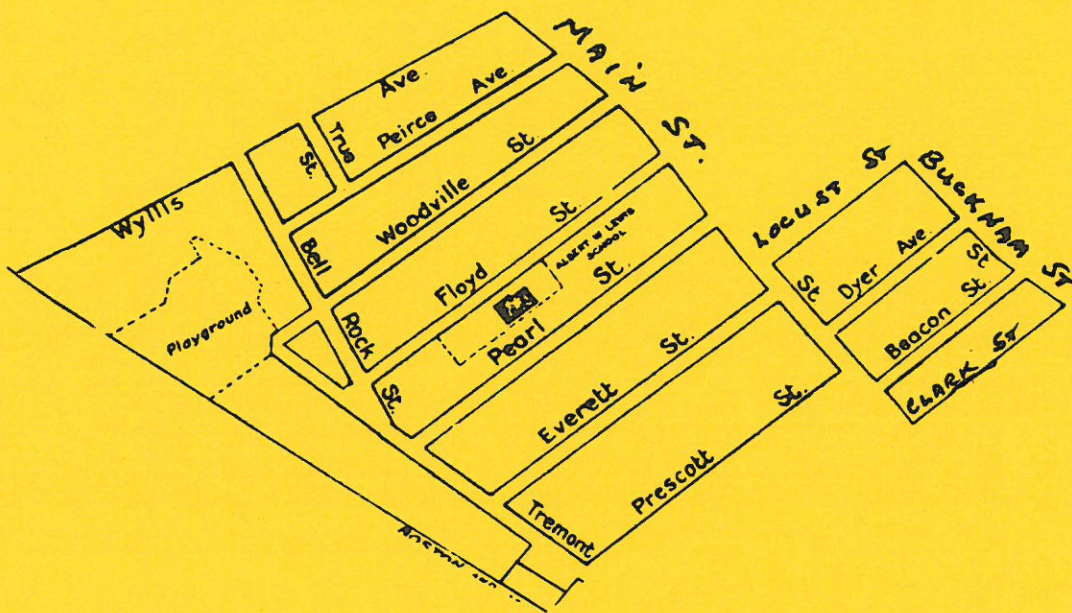 MAIN ST.
Ave
True
Peirce Ave
St.
Wyllis
Woodville St.
Bell
Floyd St.
ALBERT W LEWIS
SCHOOL
Rock St.
Playground
Pearl St.
Everett St.
Prescott St.
Tremont
LOCUST ST
BUCKNAM ST
St
Dyer Ave.
Beacon St.
St
CLARK ST
BOSTON